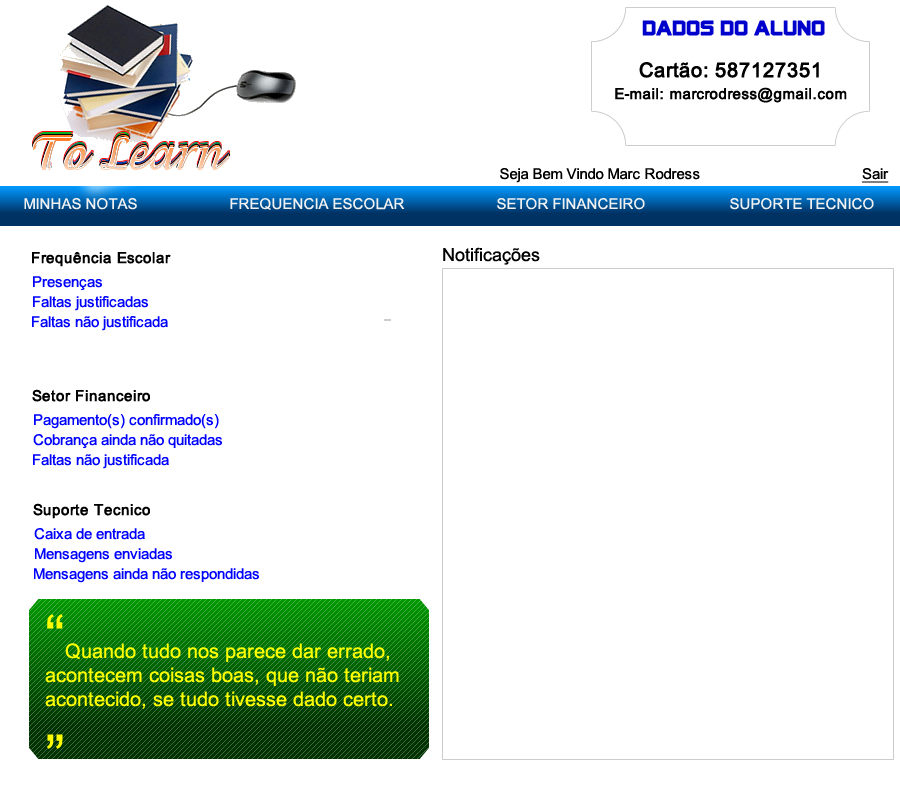 To Learn
DADOS DO ALUNO
Cartão: 587127351
E-mail: marcrodress@gmail.com
Seja Bem Vindo Marc Rodress
Sair
MINHAS NOTAS
FREQUENCIA ESCOLAR
SETOR FINANCEIRO
SUPORTE TECNICO
Frequência Escolar
Presenças
Faltas justificadas
Faltas não justificada
Setor Financeiro
Pagamento(s) confirmado(s)
Cobrança ainda não quitadas
Faltas não justificada
Suporte Tecnico
Caixa de entrada
Mensagens enviadas
Mensagens ainda não respondidas
“
Quando tudo nos parece dar errado,
acontecem coisas boas, que não teriam
acontecido, se tudo tivesse dado certo.
”
Notificações